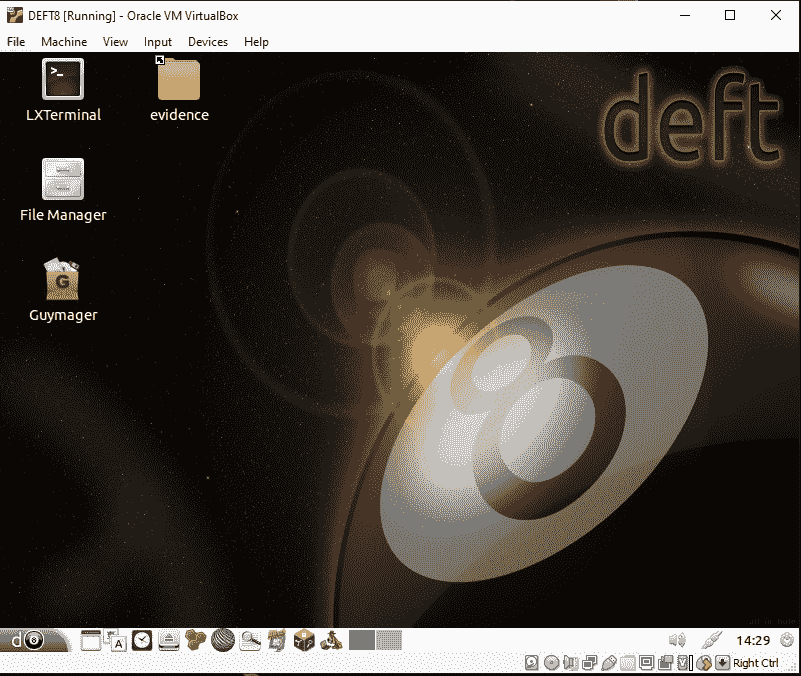 DEFT8 [Running] - Oracle VM VirtualBox
File Machine View Input Devices Help
LXTerminal
evidence
deft
File Manager
G
Guymager
d 8
A
14:29
V
Right Ctrl